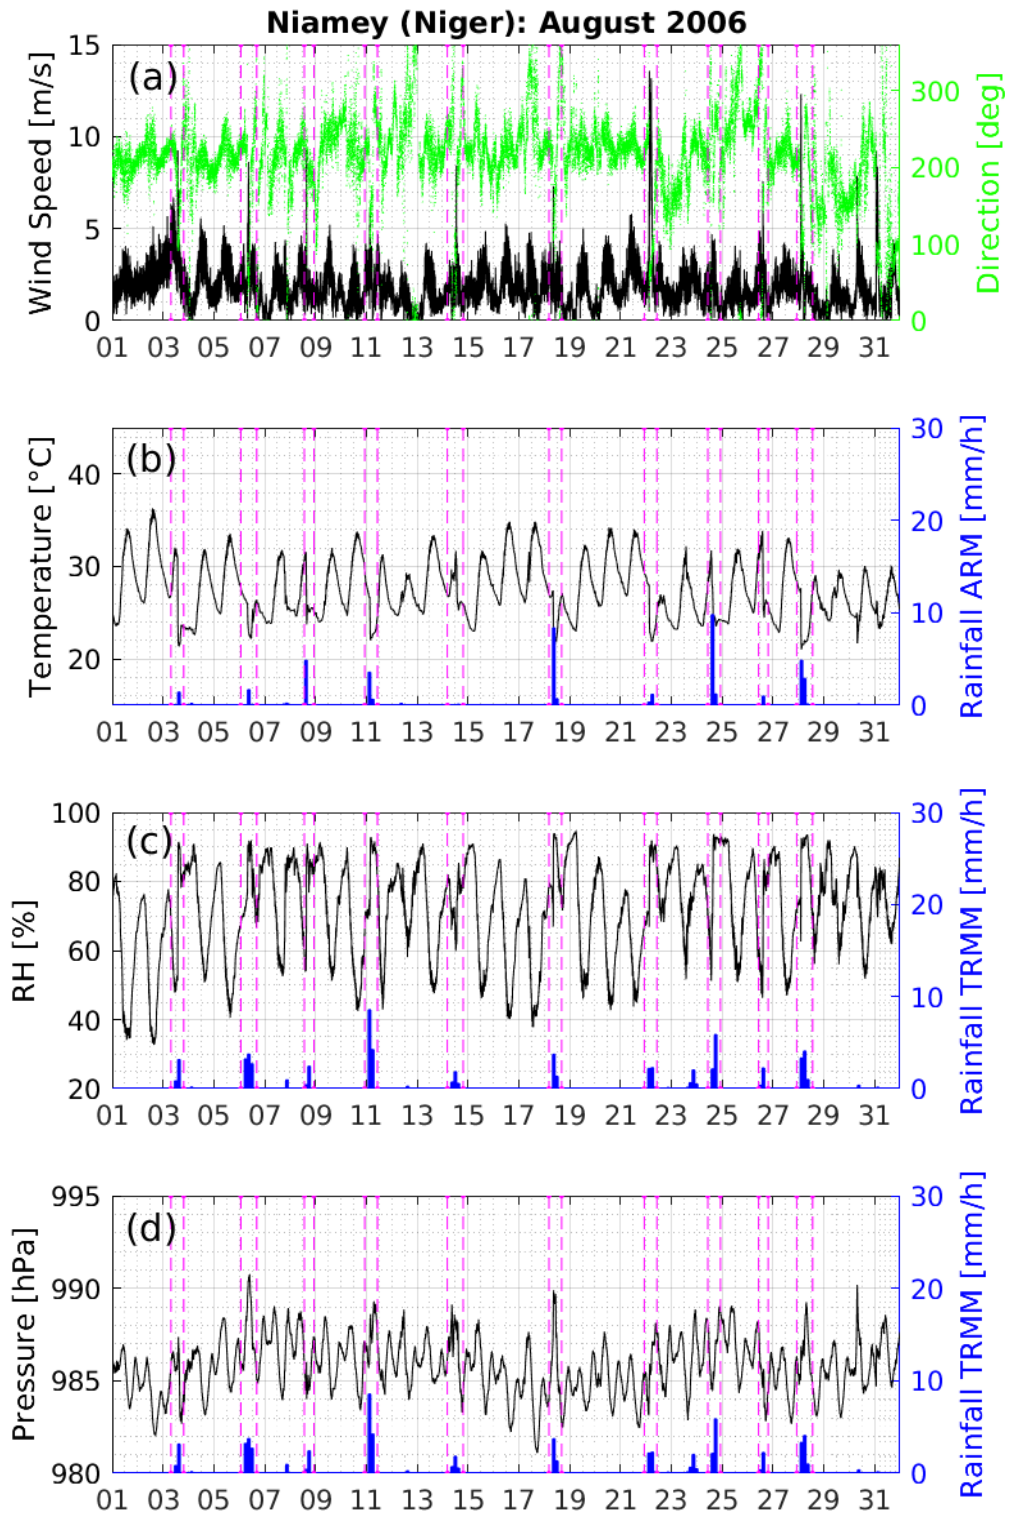 Niamey (Niger): August 2006
(a)
Wind Speed [m/s]
15
10
5
0
Direction [deg]
300
200
100
0
01 03 05 07 09 11 13 15 17 19 21 23 25 27 29 31
(b)
Temperature [°C]
40
30
20
Rainfall ARM [mm/h]
30
20
10
0
01 03 05 07 09 11 13 15 17 19 21 23 25 27 29 31
(c)
RH [%]
100
80
60
40
20
Rainfall TRMM [mm/h]
30
20
10
0
01 03 05 07 09 11 13 15 17 19 21 23 25 27 29 31
(d)
Pressure [hPa]
995
990
985
980
Rainfall TRMM [mm/h]
30
20
10
0
01 03 05 07 09 11 13 15 17 19 21 23 25 27 29 31